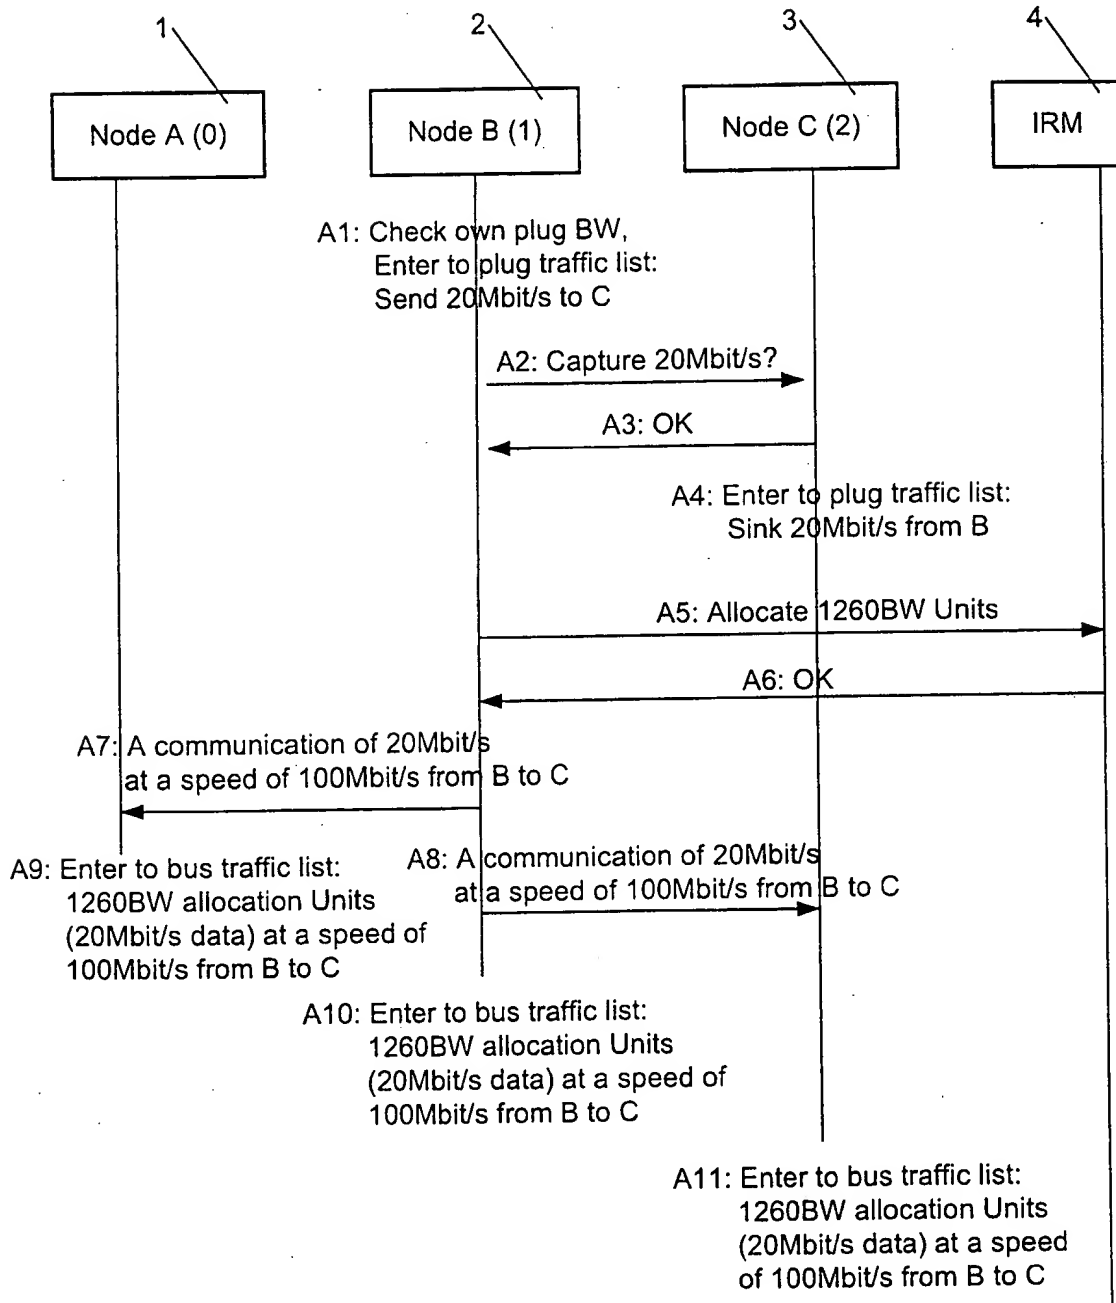 1
2
3
4
Node A (0)
Node B (1)
Node C (2)
IRM
A1: Check own plug BW,
Enter to plug traffic list:
Send 20Mbit/s to C
A2: Capture 20Mbit/s?
A3: OK
A4: Enter to plug traffic list:
Sink 20Mbit/s from B
A5: Allocate 1260BW Units
A6: OK
A7: A communication of 20Mbit/s
at a speed of 100Mbit/s from B to C
A8: A communication of 20Mbit/s
at a speed of 100Mbit/s from B to C
A9: Enter to bus traffic list:
1260BW allocation Units
(20Mbit/s data) at a speed of
100Mbit/s from B to C
A10: Enter to bus traffic list:
1260BW allocation Units
(20Mbit/s data) at a speed of
100Mbit/s from B to C
A11: Enter to bus traffic list:
1260BW allocation Units
(20Mbit/s data) at a speed
of 100Mbit/s from B to C